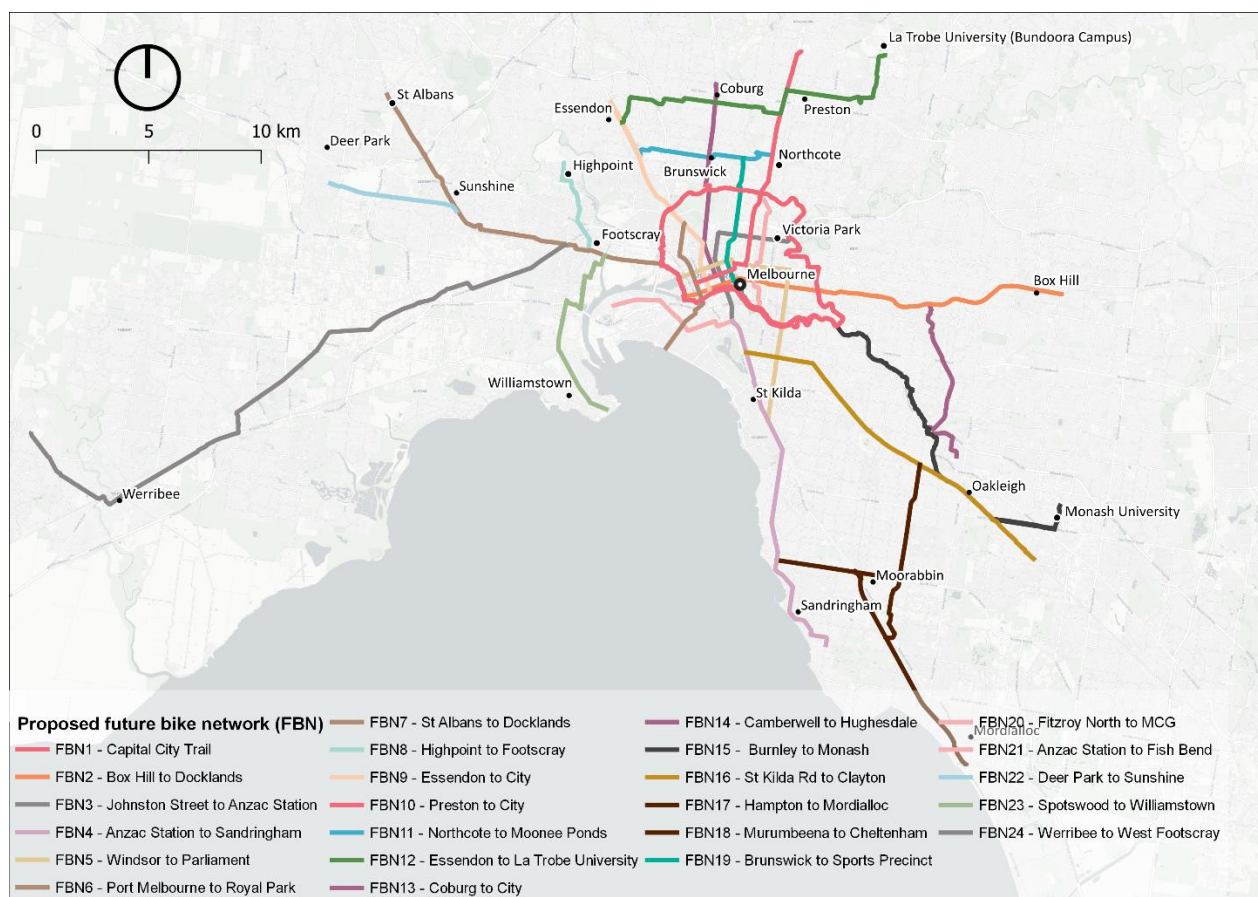 La Trobe University (Bundoora Campus)
St Albans
Coburg
Essendon
Preston
0 5 10 km
Deer Park
Highpoint
Brunswick
Northcote
Sunshine
Footscray
Victoria Park
Melbourne
Box Hill
Williamstown
St Kilda
Werribee
Oakleigh
Monash University
Moorabbin
Sandringham
Mordialloc
Proposed future bike network (FBN)
FBN1 - Capital City Trail
FBN2 - Box Hill to Docklands
FBN3 - Johnston Street to Anzac Station
FBN4 - Anzac Station to Sandringham
FBN5 - Windsor to Parliament
FBN6 - Port Melbourne to Royal Park
FBN7 - St Albans to Docklands
FBN8 - Highpoint to Footscray
FBN9 - Essendon to City
FBN10 - Preston to City
FBN11 - Northcote to Moonee Ponds
FBN12 - Essendon to La Trobe University
FBN13 - Coburg to City
FBN14 - Camberwell to Hughesdale
FBN15 - Burnley to Monash
FBN16 - St Kilda Rd to Clayton
FBN17 - Hampton to Mordialloc
FBN18 - Murumbeena to Cheltenham
FBN19 - Brunswick to Sports Precinct
FBN20 - Fitzroy North to MCG
FBN21 - Anzac Station to Fish Bend
FBN22 - Deer Park to Sunshine
FBN23 - Spotswood to Williamstown
FBN24 - Werribee to West Footscray